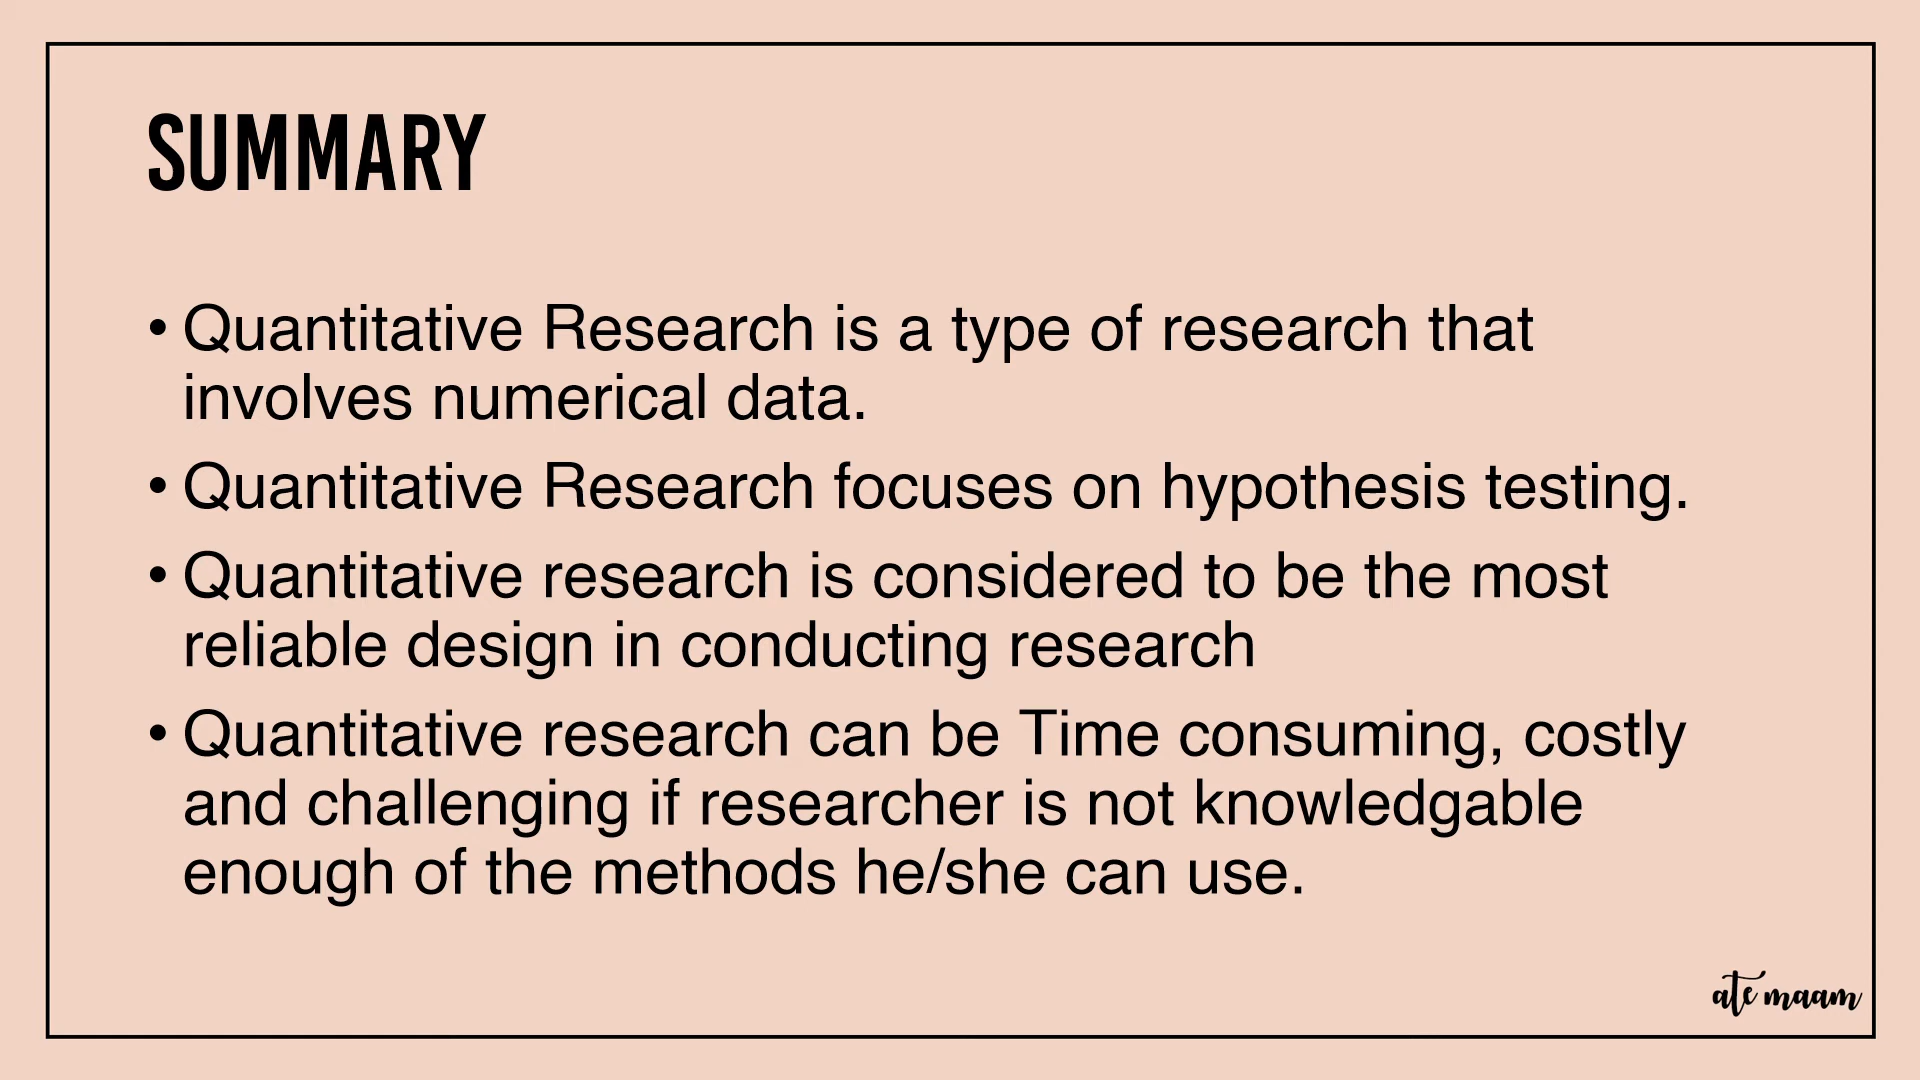 SUMMARY
• Quantitative Research is a type of research that
involves numerical data.
• Quantitative Research focuses on hypothesis testing.
• Quantitative research is considered to be the most
reliable design in conducting research
• Quantitative research can be Time consuming, costly
and challenging if researcher is not knowledgable
enough of the methods he/she can use.
ate maam